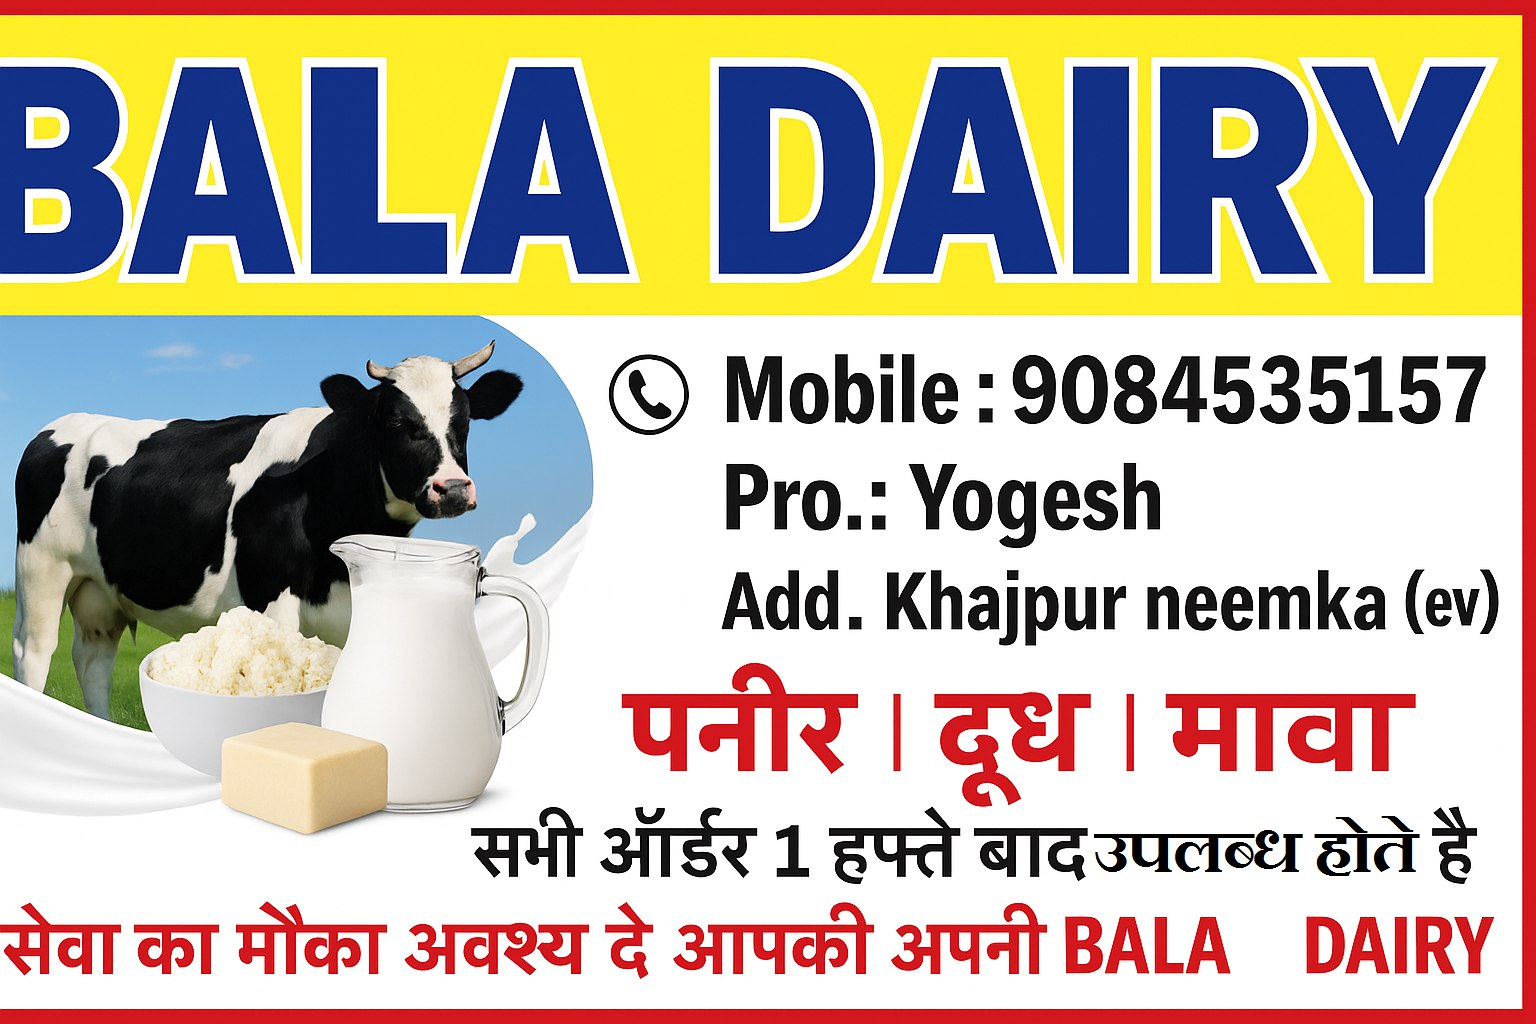 BALA DAIRY
Mobile : 9084535157
Pro.: Yogesh
Add. Khajpur neemka (ev)
पनीर | दूध | मावा
सभी ऑर्डर 1 हफ्ते बाद उपलब्ध होते है
सेवा का मौका अवश्य दे आपकी अपनी BALA DAIRY